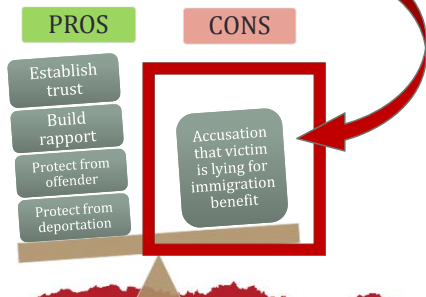 PROS
CONS
Establish
trust
Build
rapport
Protect from
offender
Protect from
deportation
Accusation
that victim
is lying for
immigration
benefit